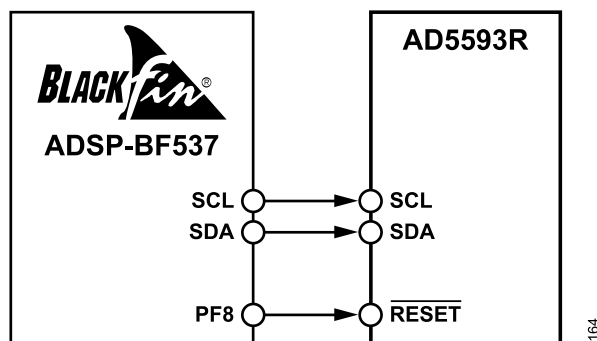 AD5593R
BLACKfin®
ADSP-BF537
SCL SCL
SDA SDA
PF8 RESET
164